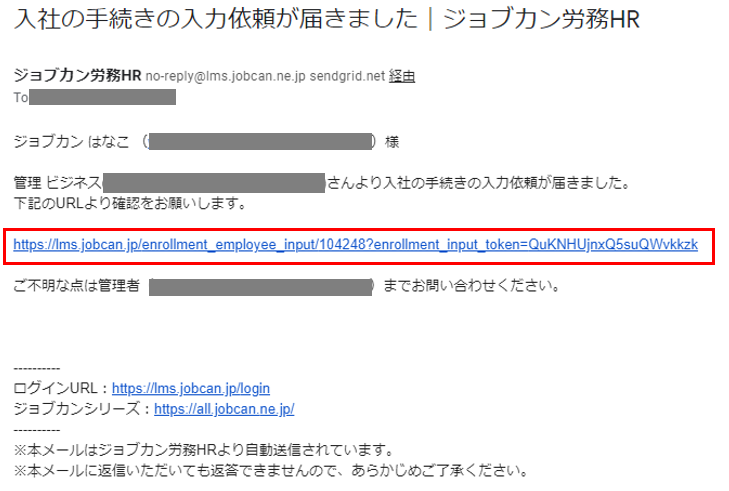 入社の手続きの入力依頼が届きました｜ジョブカン労務HR
ジョブカン労務HR no-reply@lms.jobcan.ne.jp sendgrid.net 経由
To
ジョブカン はなこ （ ）様
管理 ビジネス( さんより入社の手続きの入力依頼が届きました。
下記のURLより確認をお願いします。
https://lms.jobcan.jp/enrollment_employee_input/104248?enrollment_input_token=QuKNHUjnxQ5suQWvkkzk
ご不明な点は管理者（ ）までお問い合わせください。
----------
ログインURL：https://lms.jobcan.jp/login
ジョブカンシリーズ：https://all.jobcan.ne.jp/
----------
※本メールはジョブカン労務HRより自動送信されています。
※本メールに返信いただいても返答できませんので、あらかじめご了承ください。